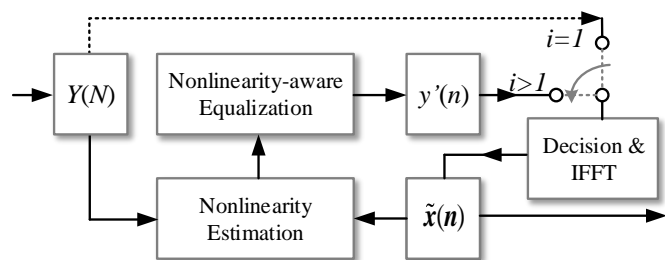 i=1
Y(N)
Nonlinearity-aware
Equalization
y’(n)
i>1
Decision &
IFFT
Nonlinearity
Estimation
x̃(n)